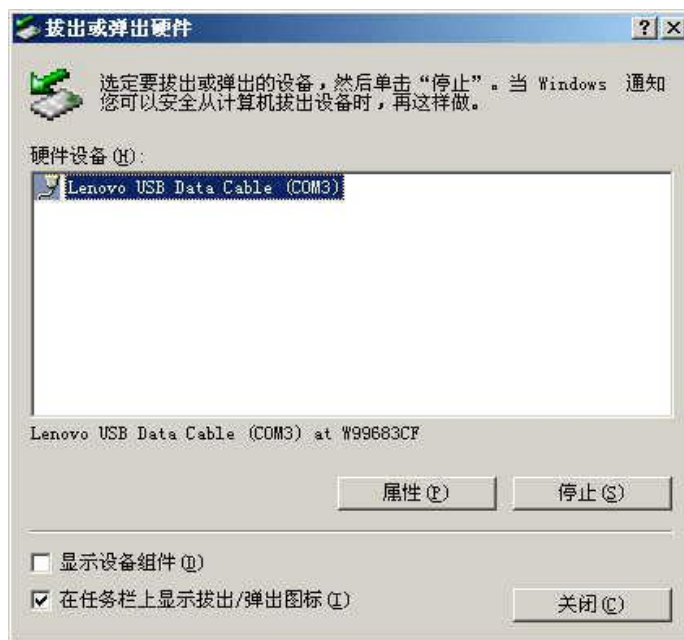 拔出或弹出硬件
选定要拔出或弹出的设备，然后单击“停止”。当 Windows 通知
您可以安全从计算机拔出设备时，再这样做。
硬件设备(H):
Lenovo USB Data Cable (COM3)
Lenovo USB Data Cable (COM3) at W99683CF
属性(P)
停止(S)
显示设备组件(D)
在任务栏上显示拔出/弹出图标(I)
关闭(C)